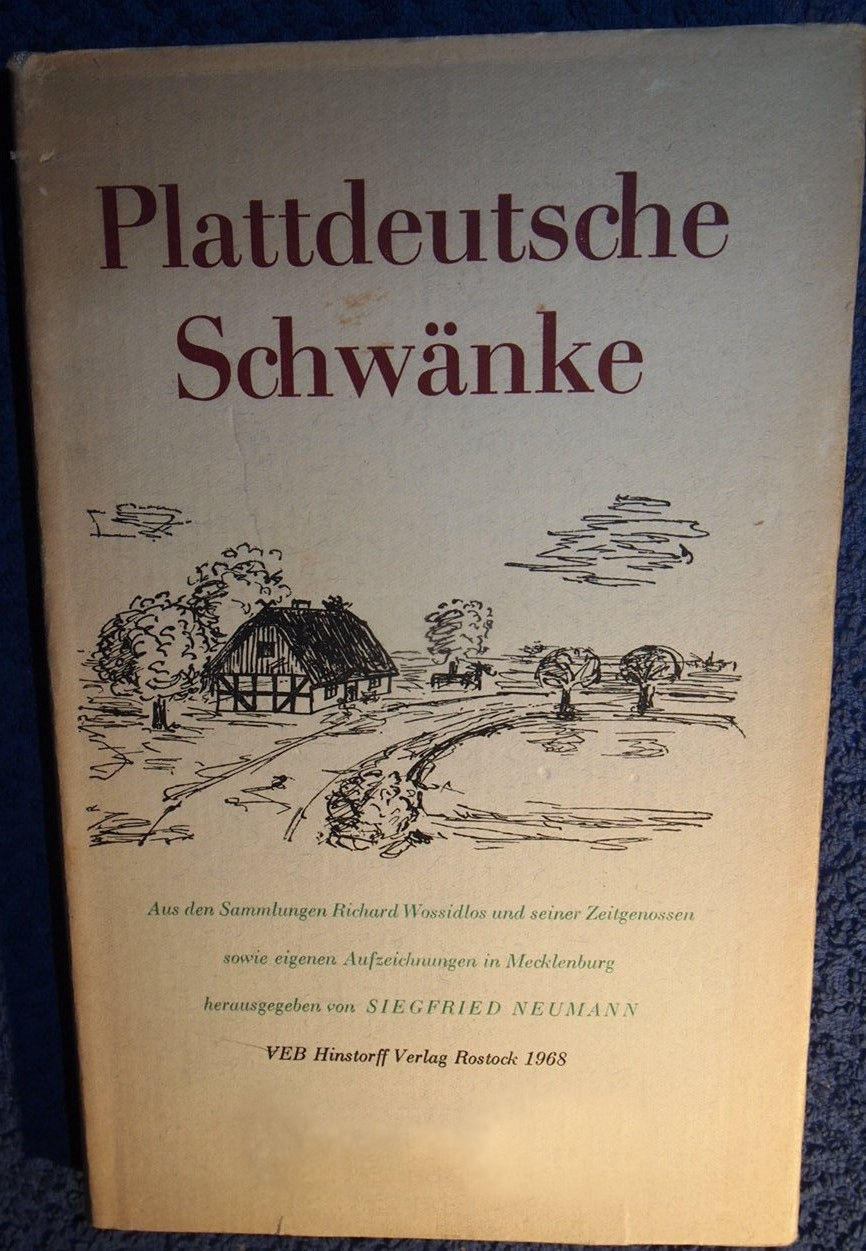 Plattdeutsche
Schwänke
Aus den Sammlungen Richard Wossidlos und seiner Zeitgenossen
sowie eigenen Aufzeichnungen in Mecklenburg
herausgegeben von SIEGFRIED NEUMANN
VEB Hinstorff Verlag Rostock 1968